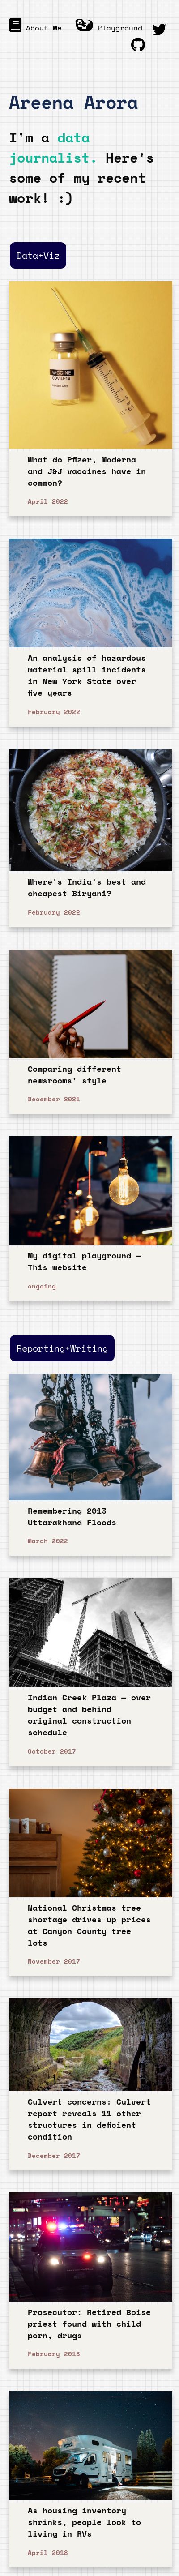 About Me Playground
Areena Arora
I'm a data
journalist. Here's
some of my recent
work! :)
Data+Viz
VACCINE
COVID-19
What do Pfizer, Moderna
and J&J vaccines have in
common?
April 2022
An analysis of hazardous
material spill incidents
in New York State over
five years
February 2022
Where's India's best and
cheapest Biryani?
February 2022
Comparing different
newsrooms' style
December 2021
My digital playground —
This website
ongoing
Reporting+Writing
Remembering 2013
Uttarakhand Floods
March 2022
Indian Creek Plaza — over
budget and behind
original construction
schedule
October 2017
National Christmas tree
shortage drives up prices
at Canyon County tree
lots
November 2017
Culvert concerns: Culvert
report reveals 11 other
structures in deficient
condition
December 2017
Prosecutor: Retired Boise
priest found with child
porn, drugs
February 2018
As housing inventory
shrinks, people look to
living in RVs
April 2018